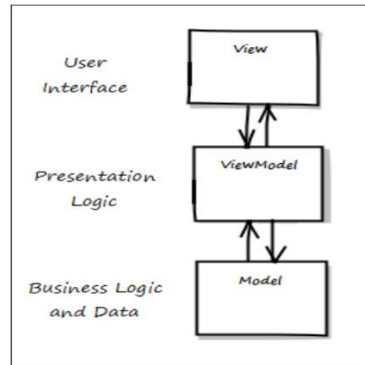 View
User
Interface
ViewModel
Presentation
Logic
Model
Business Logic
and Data